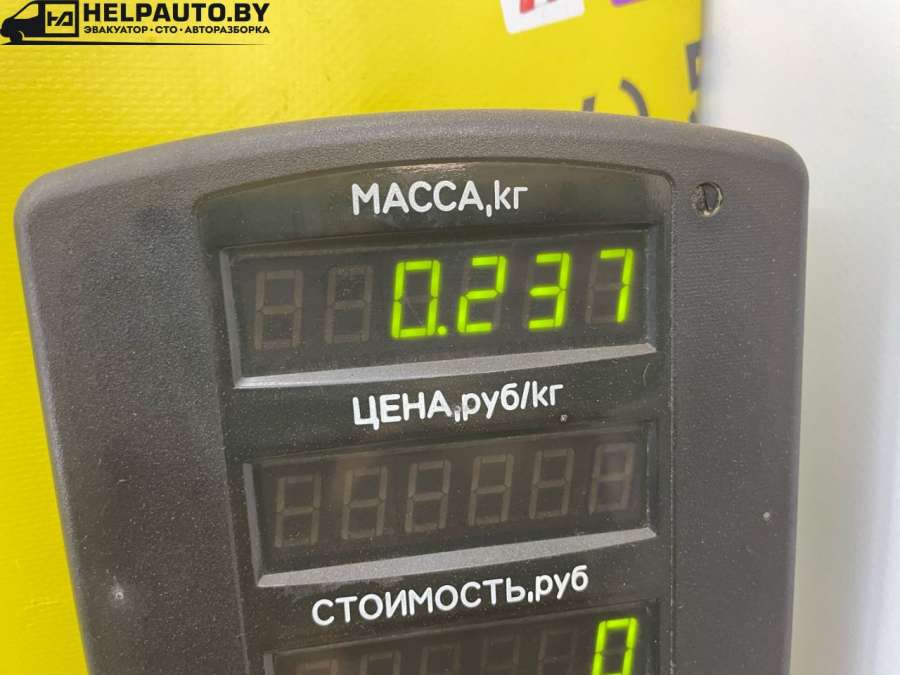 HELPAUTO.BY
ЭВАКУАТОР · СТО · АВТОРАЗБОРКА
МАССА,кг
0.237
ЦЕНА,руб/кг
СТОИМОСТЬ,руб
0